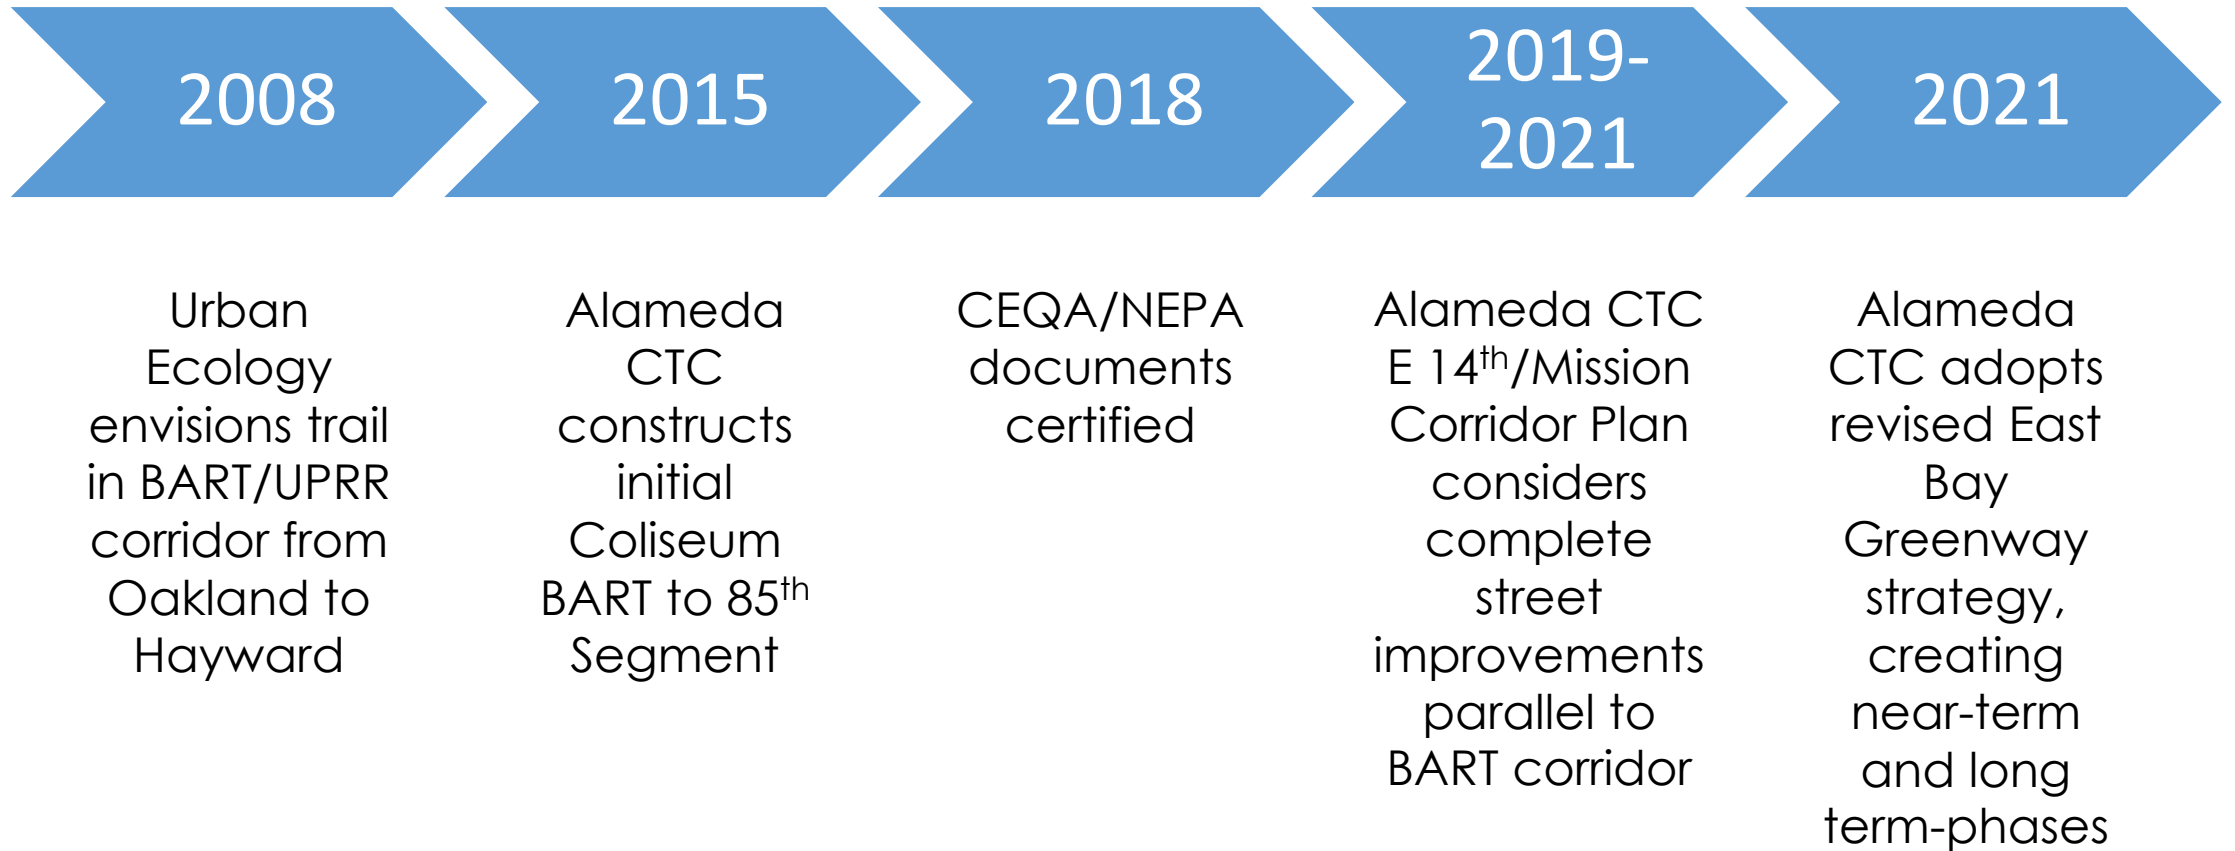 2008
2015
2018
2019-
2021
2021
Urban
Ecology
envisions trail
in BART/UPRR
corridor from
Oakland to
Hayward
Alameda
CTC
constructs
initial
Coliseum
BART to 85th
Segment
CEQA/NEPA
documents
certified
Alameda CTC
E 14th/Mission
Corridor Plan
considers
complete
street
improvements
parallel to
BART corridor
Alameda
CTC adopts
revised East
Bay
Greenway
strategy,
creating
near-term
and long
term-phases